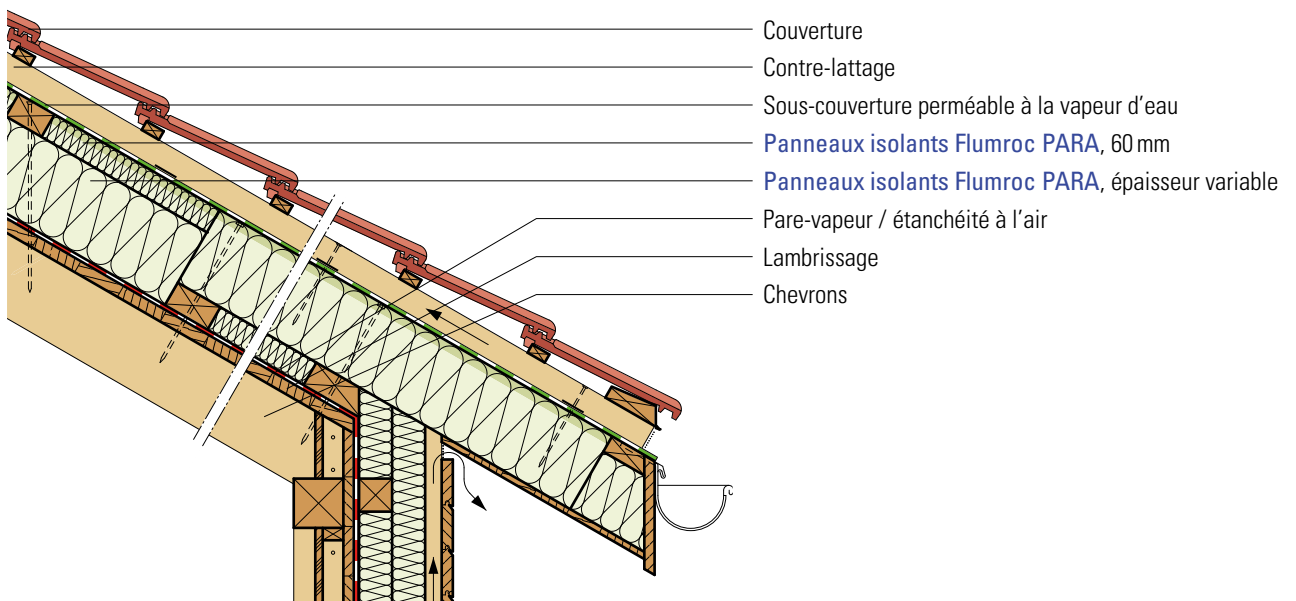 Couverture
Contre-lattage
Sous-couverture perméable à la vapeur d'eau
Panneaux isolants Flumroc PARA, 60 mm
Panneaux isolants Flumroc PARA, épaisseur variable
Pare-vapeur / étanchéité à l'air
Lambrissage
Chevrons